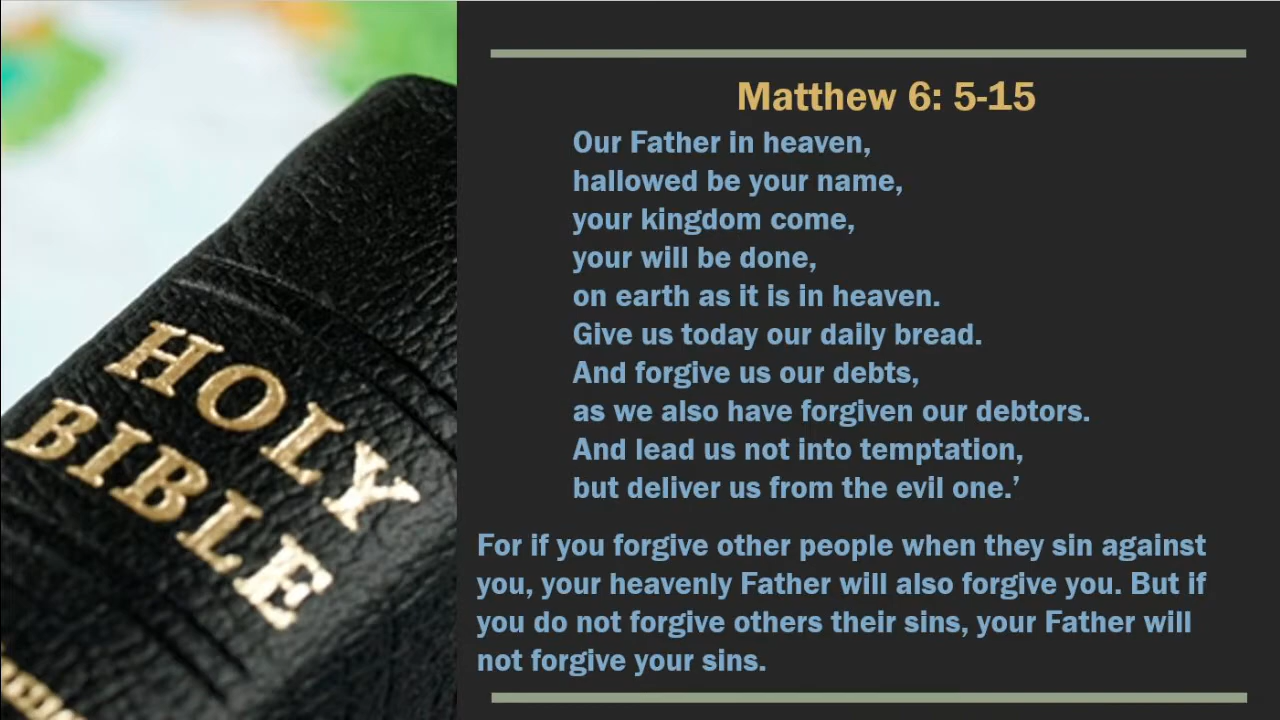 HOLY
BIBLE
Matthew 6: 5-15
Our Father in heaven,
hallowed be your name,
your kingdom come,
your will be done,
on earth as it is in heaven.
Give us today our daily bread.
And forgive us our debts,
as we also have forgiven our debtors.
And lead us not into temptation,
but deliver us from the evil one.’
For if you forgive other people when they sin against
you, your heavenly Father will also forgive you. But if
you do not forgive others their sins, your Father will
not forgive your sins.